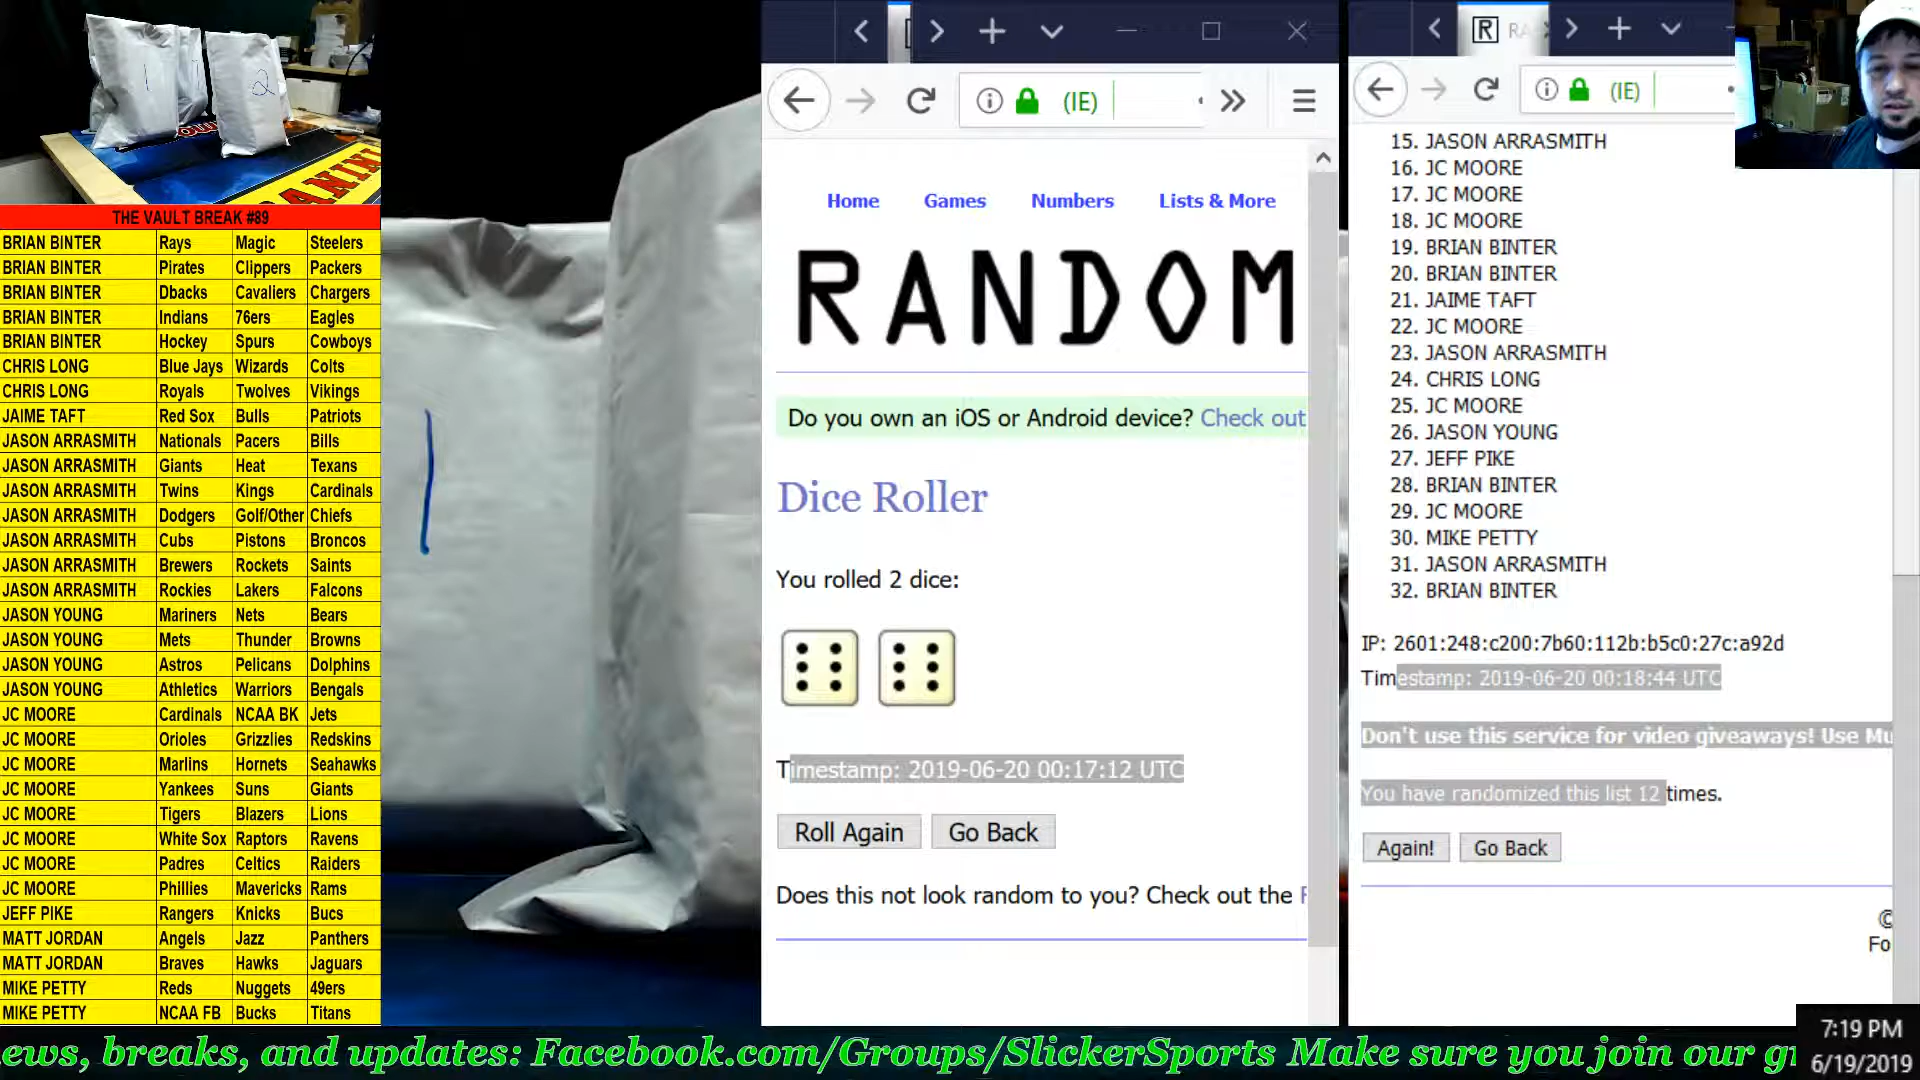 1
2
PANINI
THE VAULT BREAK #89
BRIAN BINTER Rays Magic Steelers
BRIAN BINTER Pirates Clippers Packers
BRIAN BINTER Dbacks Cavaliers Chargers
BRIAN BINTER Indians 76ers Eagles
BRIAN BINTER Hockey Spurs Cowboys
CHRIS LONG Blue Jays Wizards Colts
CHRIS LONG Royals Twolves Vikings
JAIME TAFT Red Sox Bulls Patriots
JASON ARRASMITH Nationals Pacers Bills
JASON ARRASMITH Giants Heat Texans
JASON ARRASMITH Twins Kings Cardinals
JASON ARRASMITH Dodgers Golf/Other Chiefs
JASON ARRASMITH Cubs Pistons Broncos
JASON ARRASMITH Brewers Rockets Saints
JASON ARRASMITH Rockies Lakers Falcons
JASON YOUNG Mariners Nets Bears
JASON YOUNG Mets Thunder Browns
JASON YOUNG Astros Pelicans Dolphins
JASON YOUNG Athletics Warriors Bengals
JC MOORE Cardinals NCAA BK Jets
JC MOORE Orioles Grizzlies Redskins
JC MOORE Marlins Hornets Seahawks
JC MOORE Yankees Suns Giants
JC MOORE Tigers Blazers Lions
JC MOORE White Sox Raptors Ravens
JC MOORE Padres Celtics Raiders
JC MOORE Phillies Mavericks Rams
JEFF PIKE Rangers Knicks Bucs
MATT JORDAN Angels Jazz Panthers
MATT JORDAN Braves Hawks Jaguars
MIKE PETTY Reds Nuggets 49ers
MIKE PETTY NCAA FB Bucks Titans
1
(IE)
Home Games Numbers Lists & More
RANDOM
Do you own an iOS or Android device? Check out
Dice Roller
You rolled 2 dice:
Timestamp: 2019-06-20 00:17:12 UTC
Roll Again Go Back
Does this not look random to you? Check out the
R RA
(IE)
15. JASON ARRASMITH
16. JC MOORE
17. JC MOORE
18. JC MOORE
19. BRIAN BINTER
20. BRIAN BINTER
21. JAIME TAFT
22. JC MOORE
23. JASON ARRASMITH
24. CHRIS LONG
25. JC MOORE
26. JASON YOUNG
27. JEFF PIKE
28. BRIAN BINTER
29. JC MOORE
30. MIKE PETTY
31. JASON ARRASMITH
32. BRIAN BINTER
IP: 2601:248:c200:7b60:112b:b5c0:27c:a92d
Timestamp: 2019-06-20 00:18:44 UTC
Don't use this service for video giveaways! Use Mu
You have randomized this list 12 times.
Again! Go Back
©
Fo
ews, breaks, and updates: Facebook.com/Groups/SlickerSports Make sure you join our gr
7:19 PM
6/19/2019